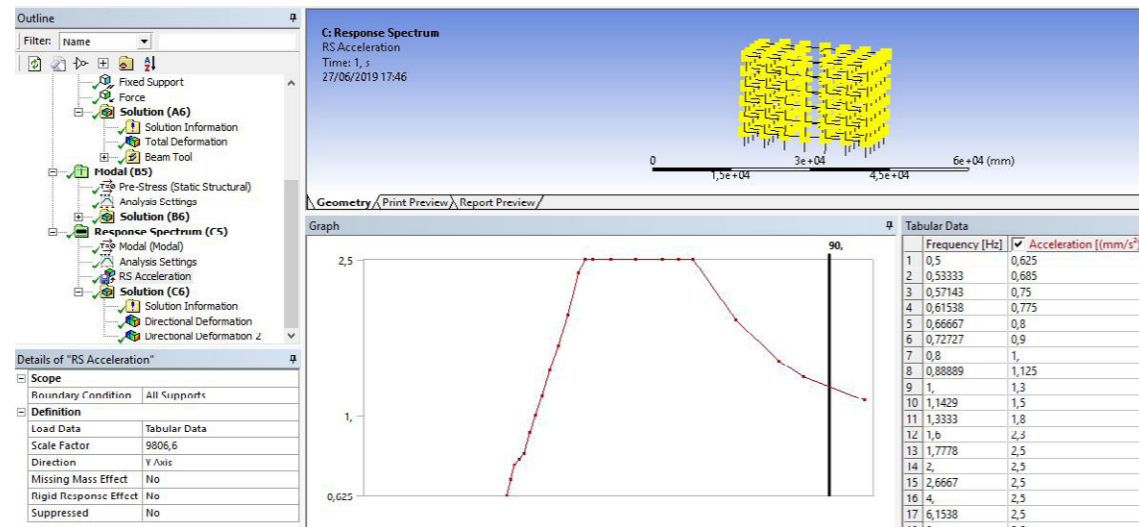 Outline
Filter: Name
Fixed Support
Force
Solution (A6)
Solution Information
Total Deformation
Beam Tool
Modal (B5)
Pre-Stress (Static Structural)
Analysis Settings
Solution (B6)
Response Spectrum (C5)
Modal (Modal)
Analysis Settings
RS Acceleration
Solution (C6)
Solution Information
Directional Deformation
Directional Deformation 2
Details of "RS Acceleration"
Scope
Boundary Condition All Supports
Definition
Load Data Tabular Data
Scale Factor 9806,6
Direction Y Axis
Missing Mass Effect No
Rigid Response Effect No
Suppressed No
C: Response Spectrum
RS Acceleration
Time: 1, s
27/06/2019 17:46
0 3e+04 6e+04 (mm)
1,5e+04 4,5e+04
Geometry Print Preview Report Preview
Graph
90,
2,5
1,
0,625
Tabular Data
Frequency [Hz] Acceleration [(mm/s²)
1 0,5 0,625
2 0,53333 0,685
3 0,57143 0,75
4 0,61538 0,775
5 0,66667 0,8
6 0,72727 0,9
7 0,8 1,
8 0,88889 1,125
9 1, 1,3
10 1,1429 1,5
11 1,3333 1,8
12 1,6 2,3
13 1,7778 2,5
14 2, 2,5
15 2,6667 2,5
16 4, 2,5
17 6,1538 2,5